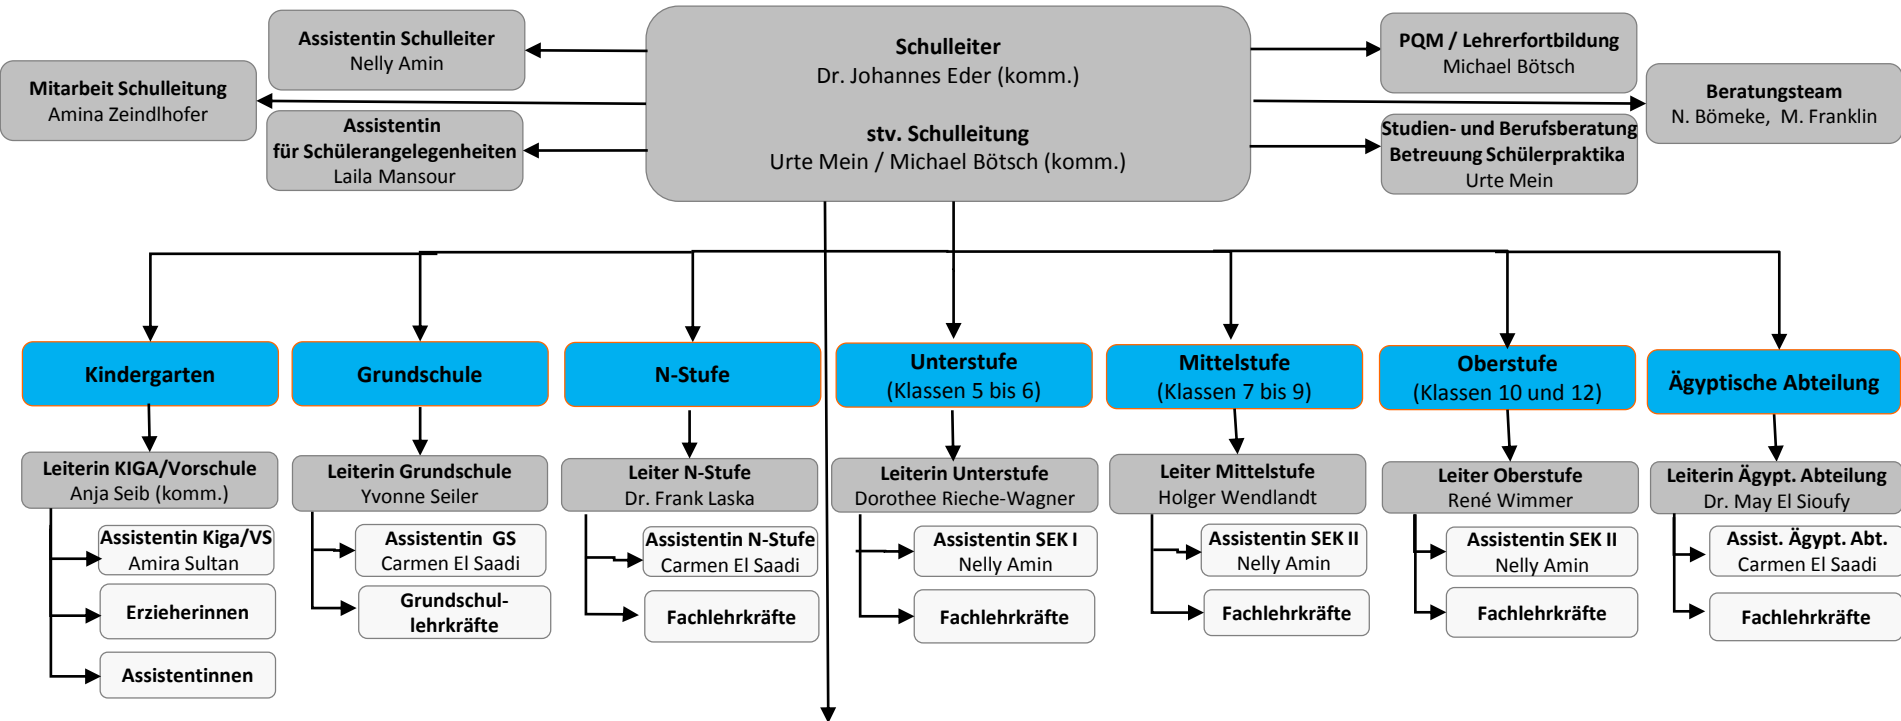 Assistentin Schulleiter
Nelly Amin
Mitarbeit Schulleitung
Amina Zeindlhofer
Assistentin
für Schülerangelegenheiten
Laila Mansour
Schulleiter
Dr. Johannes Eder (komm.)
stv. Schulleitung
Urte Mein / Michael Bötsch (komm.)
PQM / Lehrerfortbildung
Michael Bötsch
Beratungsteam
N. Bömeke, M. Franklin
Studien- und Berufsberatung
Betreuung Schülerpraktika
Urte Mein
Kindergarten
Grundschule
N-Stufe
Unterstufe
(Klassen 5 bis 6)
Mittelstufe
(Klassen 7 bis 9)
Oberstufe
(Klassen 10 und 12)
Ägyptische Abteilung
Leiterin KIGA/Vorschule
Anja Seib (komm.)
Leiterin Grundschule
Yvonne Seiler
Leiter N-Stufe
Dr. Frank Laska
Leiterin Unterstufe
Dorothee Rieche-Wagner
Leiter Mittelstufe
Holger Wendlandt
Leiter Oberstufe
René Wimmer
Leiterin Ägypt. Abteilung
Dr. May El Sioufy
Assistentin Kiga/VS
Amira Sultan
Assistentin GS
Carmen El Saadi
Assistentin N-Stufe
Carmen El Saadi
Assistentin SEK I
Nelly Amin
Assistentin SEK II
Nelly Amin
Assistentin SEK II
Nelly Amin
Assist. Ägypt. Abt.
Carmen El Saadi
Erzieherinnen
Grundschul-
lehrkräfte
Fachlehrkräfte
Fachlehrkräfte
Fachlehrkräfte
Fachlehrkräfte
Fachlehrkräfte
Assistentinnen